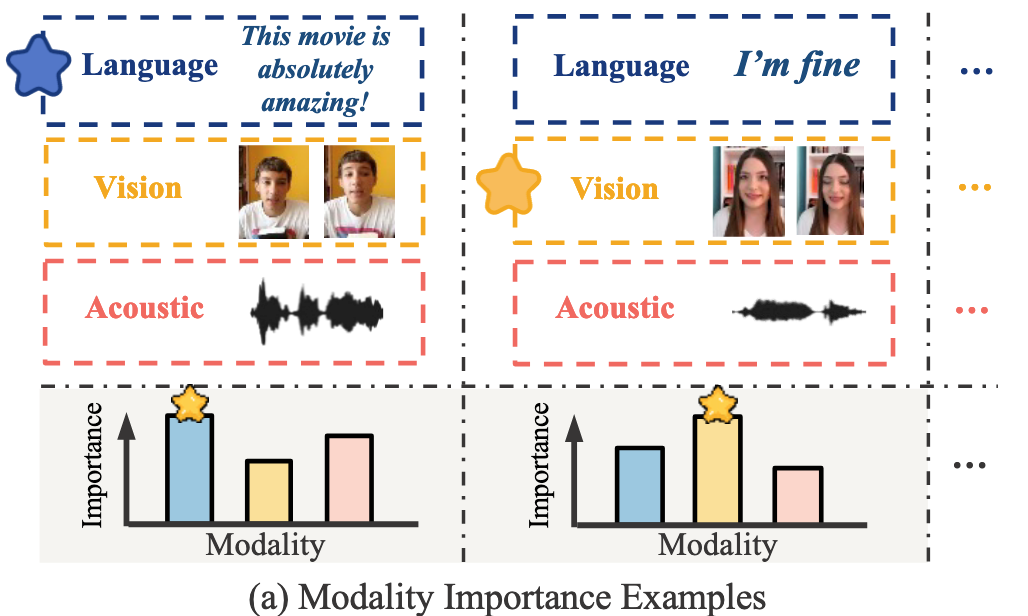 Language
This movie is
absolutely
amazing!
Vision
Acoustic
Importance
Modality
Language
I'm fine
Vision
Acoustic
Importance
Modality
...
...
...
...
(a) Modality Importance Examples